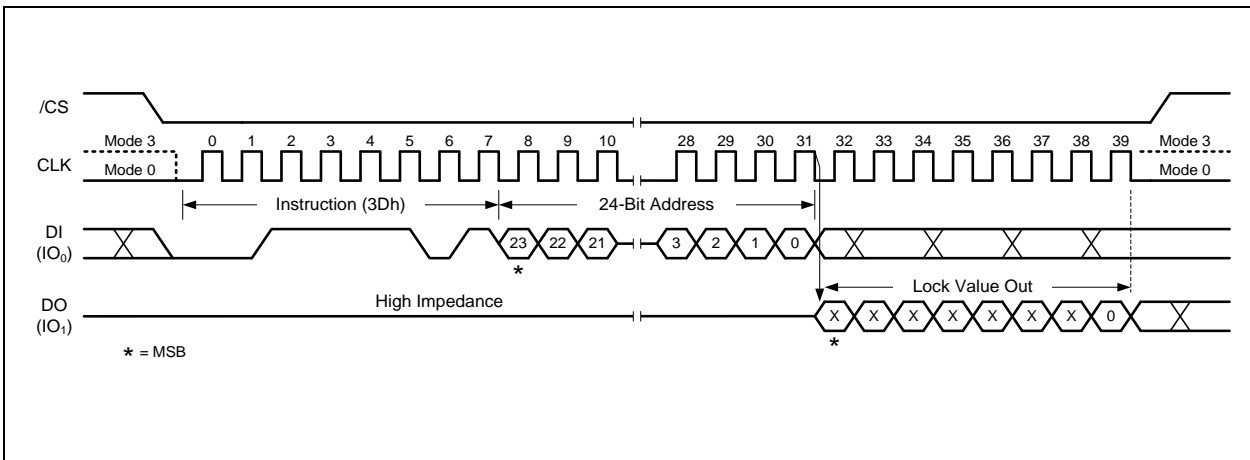 /CS
Mode 3 0 1 2 3 4 5 6 7 8 9 10 28 29 30 31 32 33 34 35 36 37 38 39 Mode 3
CLK Mode 0 Mode 0
Instruction (3Dh) 24-Bit Address
DI
(IO₀) 23 22 21 3 2 1 0
*
Lock Value Out
DO High Impedance
(IO₁) X X X X X X X 0
*
* = MSB